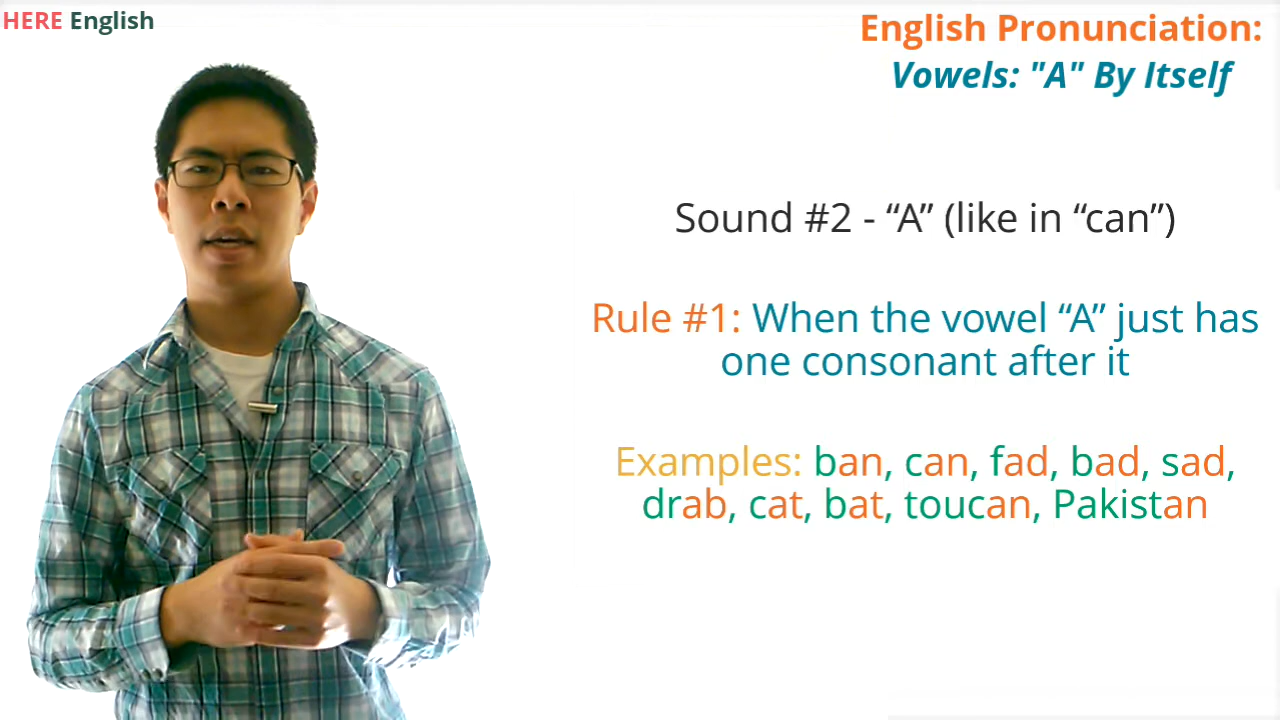 HERE English
English Pronunciation:
Vowels: "A" By Itself
Sound #2 - “A” (like in “can”)
Rule #1: When the vowel “A” just has
one consonant after it
Examples: ban, can, fad, bad, sad,
drab, cat, bat, toucan, Pakistan